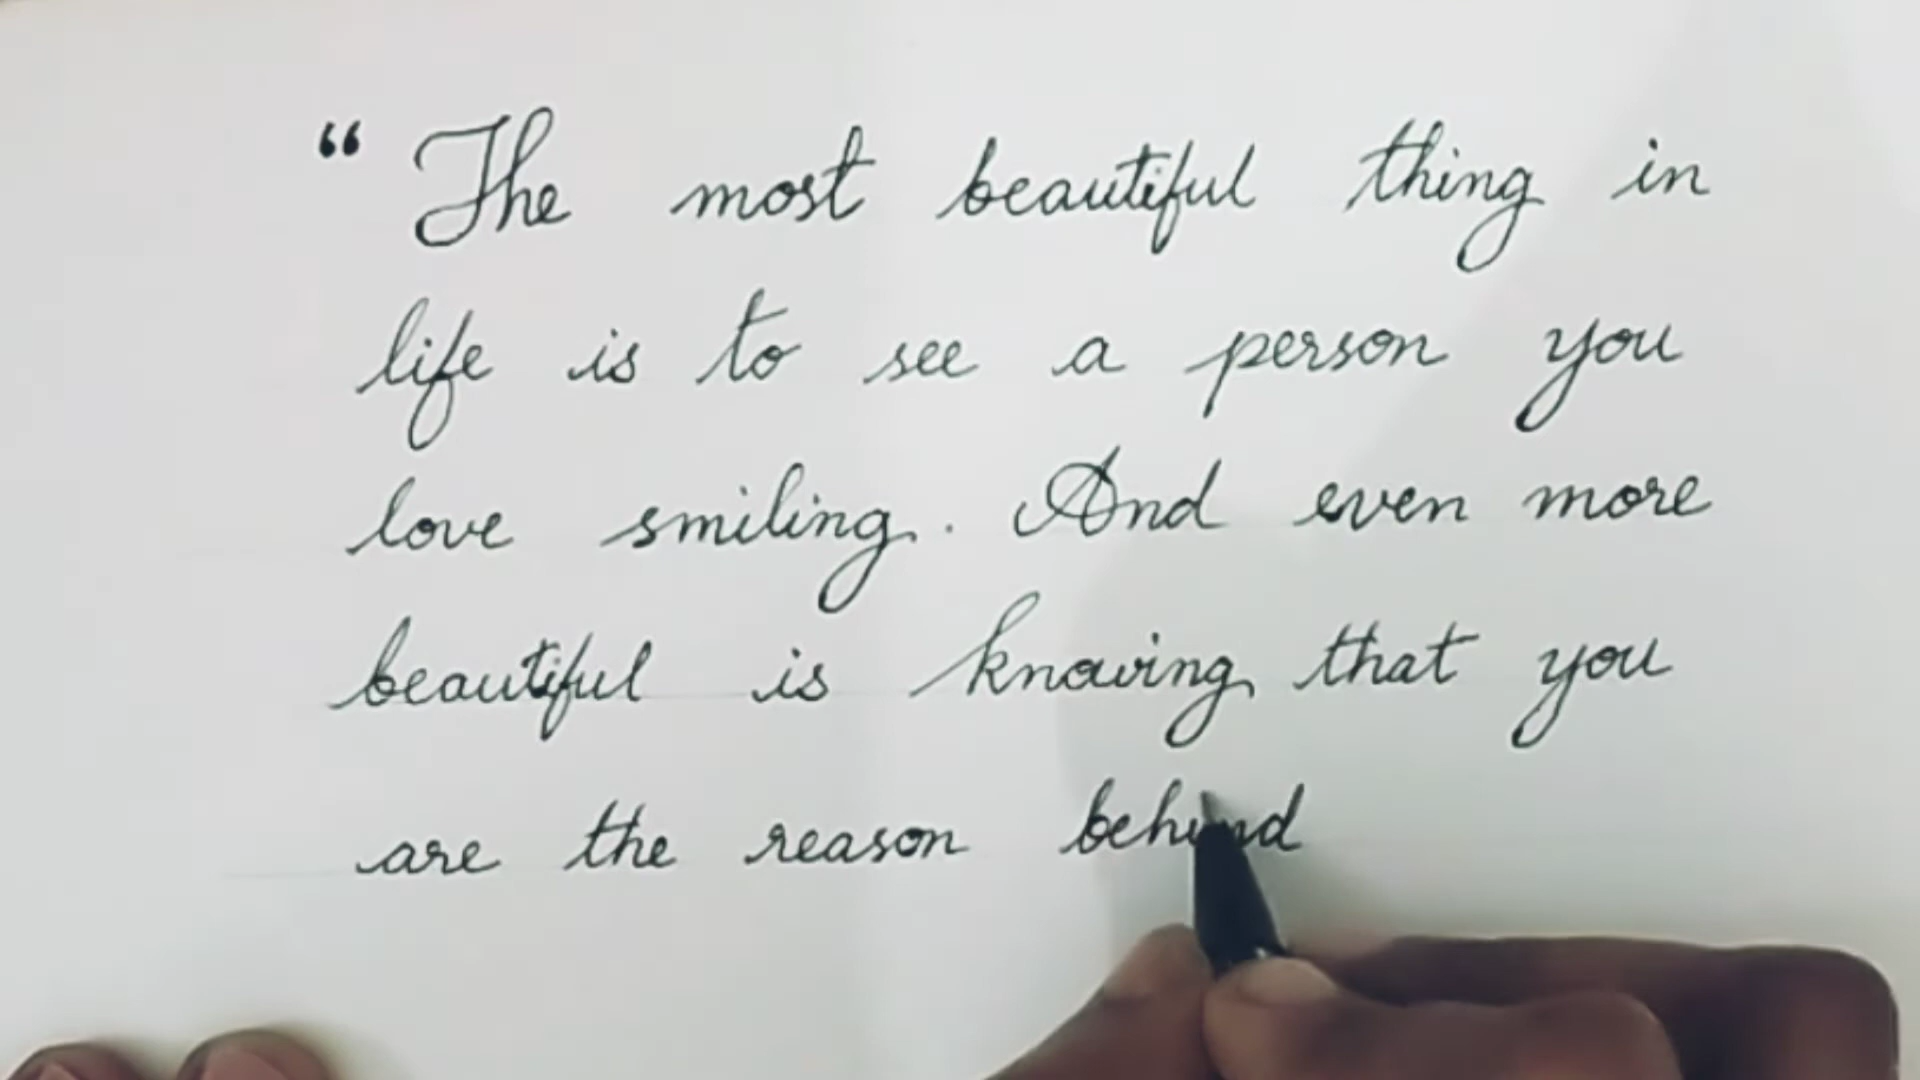 “ The most beautiful thing in
life is to see a person you
love smiling. And even more
beautiful is knowing that you
are the reason behind